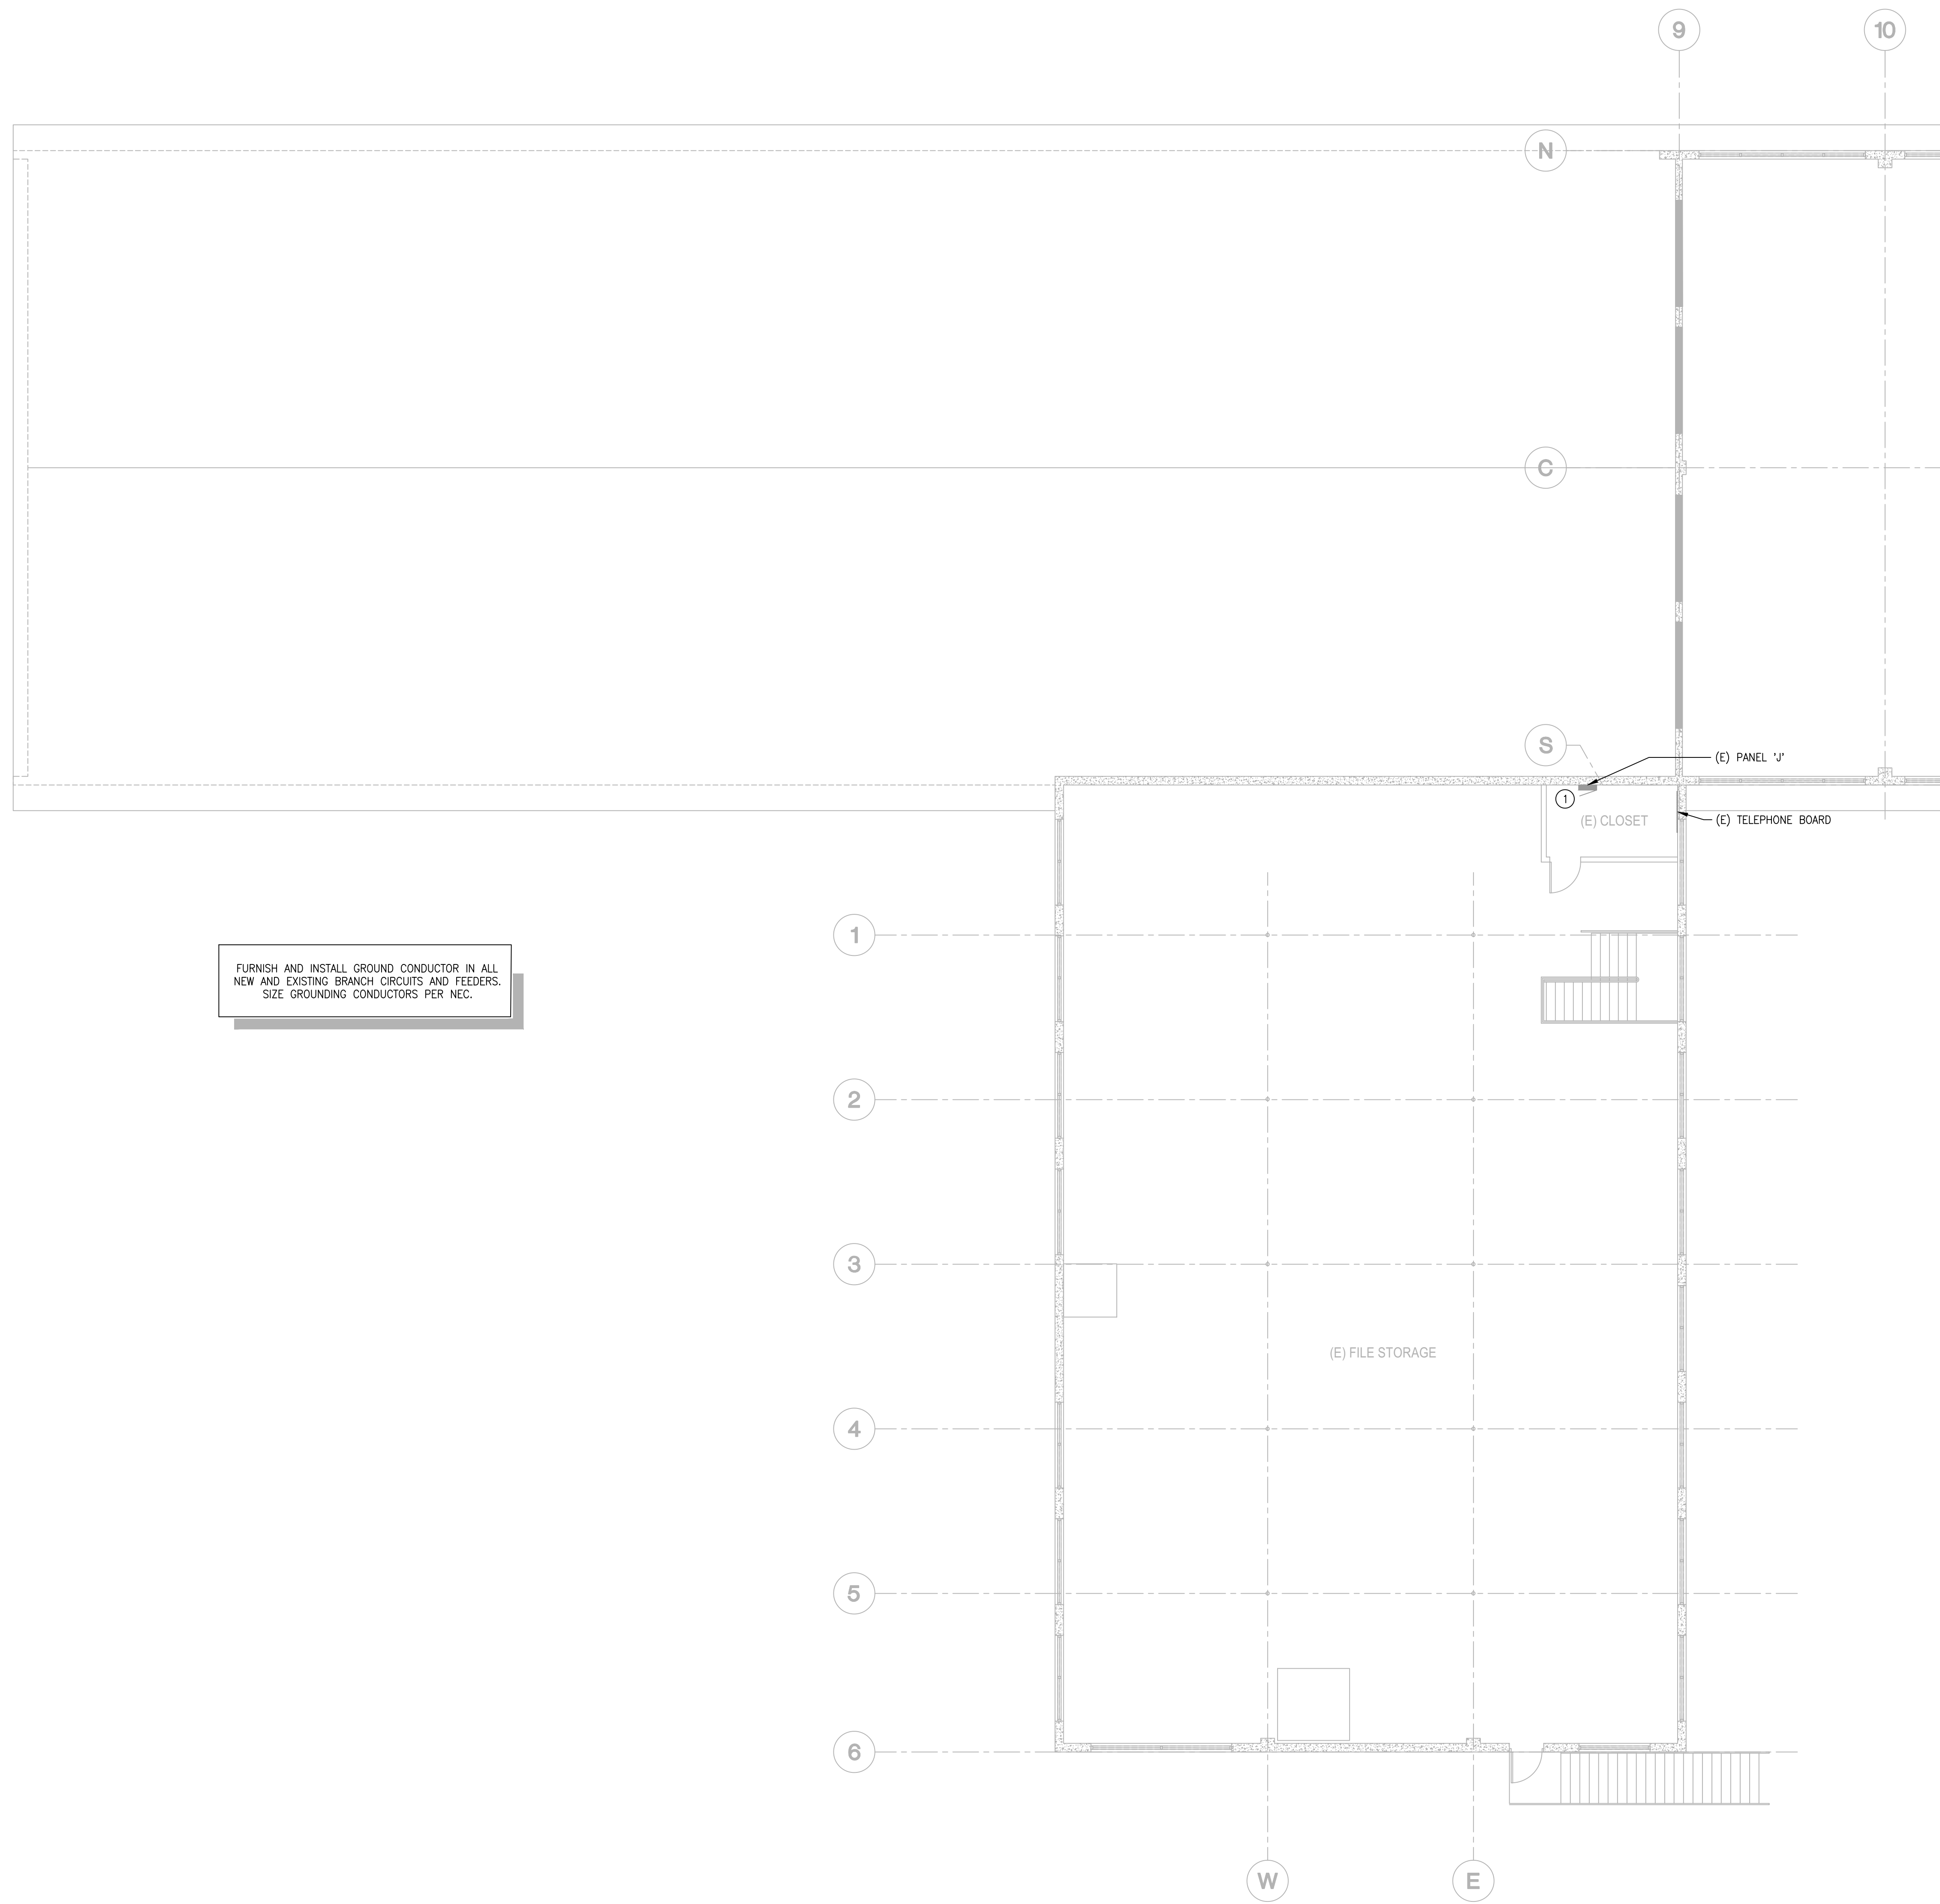 9
10
N
C
S
(E) PANEL 'J'
1
(E) CLOSET
(E) TELEPHONE BOARD
1
FURNISH AND INSTALL GROUND CONDUCTOR IN ALL
NEW AND EXISTING BRANCH CIRCUITS AND FEEDERS.
SIZE GROUNDING CONDUCTORS PER NEC.
2
3
(E) FILE STORAGE
4
5
6
W
E